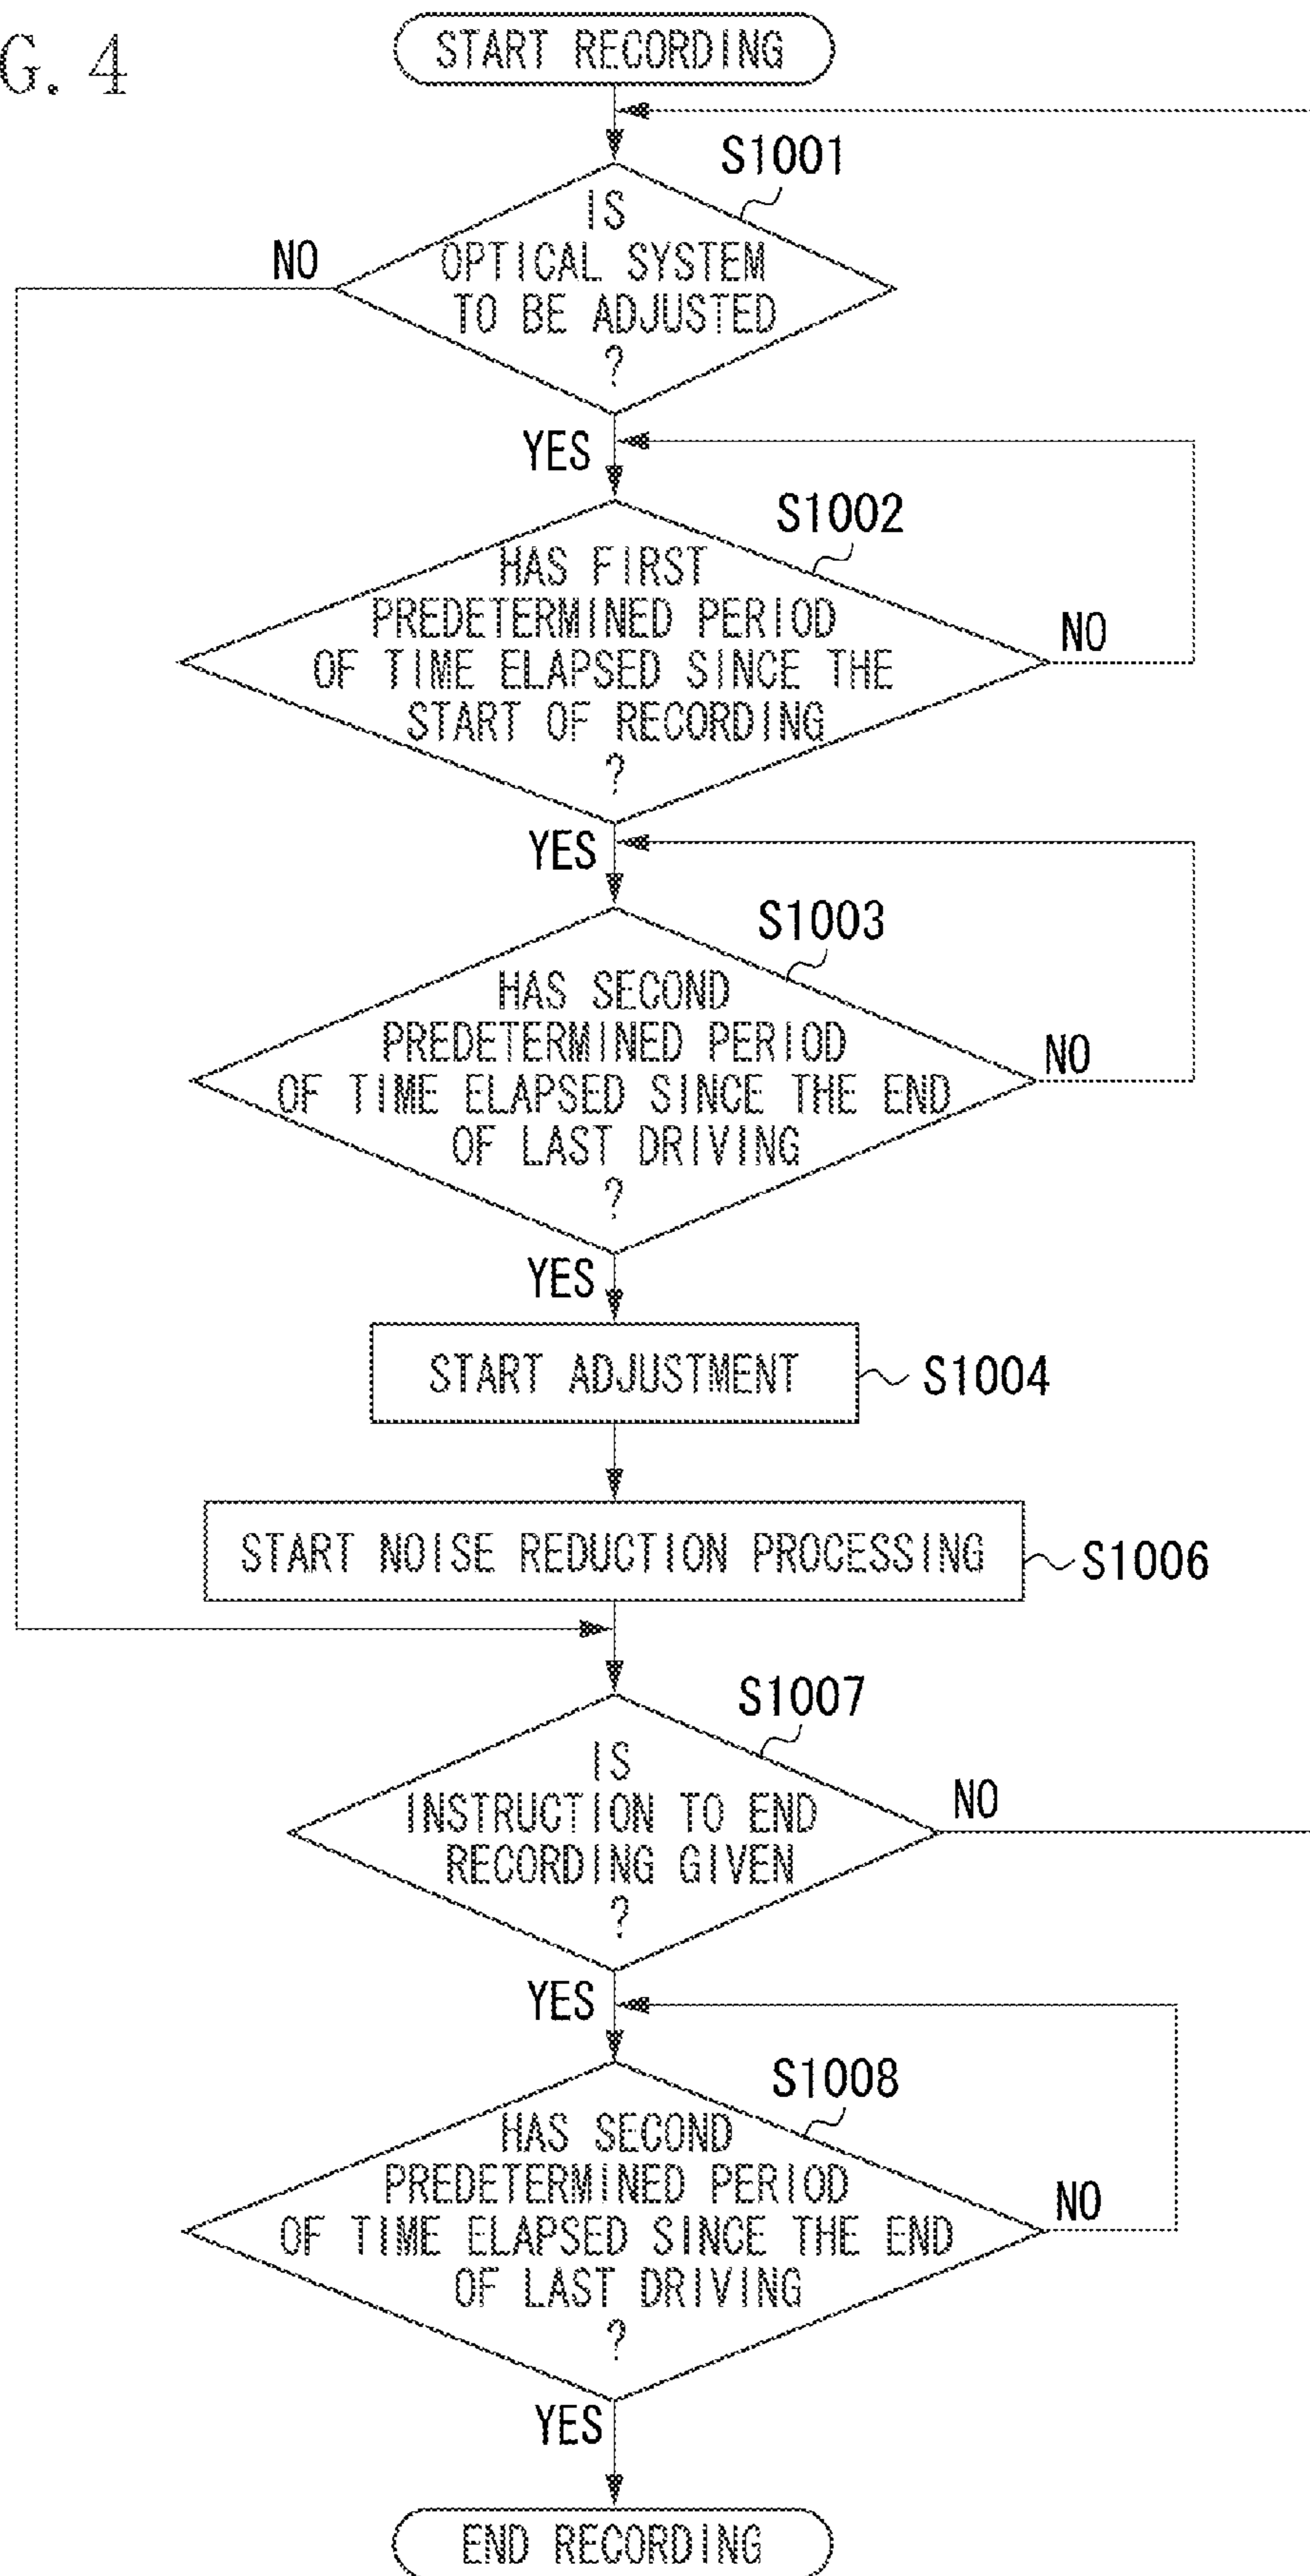 G. 4
START RECORDING
S1001
IS
OPTICAL SYSTEM
TO BE ADJUSTED
?
NO
YES
S1002
HAS FIRST
PREDETERMINED PERIOD
OF TIME ELAPSED SINCE THE
START OF RECORDING
?
NO
YES
S1003
HAS SECOND
PREDETERMINED PERIOD
OF TIME ELAPSED SINCE THE END
OF LAST DRIVING
?
NO
YES
START ADJUSTMENT
S1004
START NOISE REDUCTION PROCESSING
S1006
S1007
IS
INSTRUCTION TO END
RECORDING GIVEN
?
NO
YES
S1008
HAS SECOND
PREDETERMINED PERIOD
OF TIME ELAPSED SINCE THE END
OF LAST DRIVING
?
NO
YES
END RECORDING